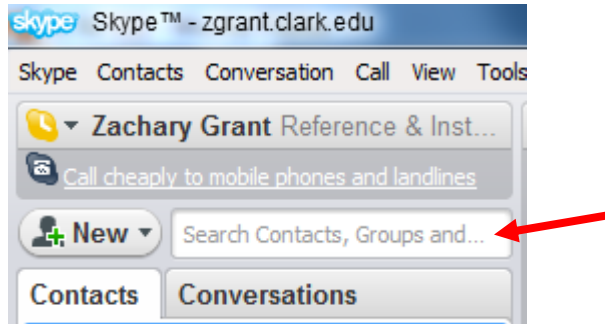 skype Skype™ - zgrant.clark.edu
Skype Contacts Conversation Call View Tools
Zachary Grant Reference & Inst...
Call cheaply to mobile phones and landlines
New Search Contacts, Groups and...
Contacts Conversations